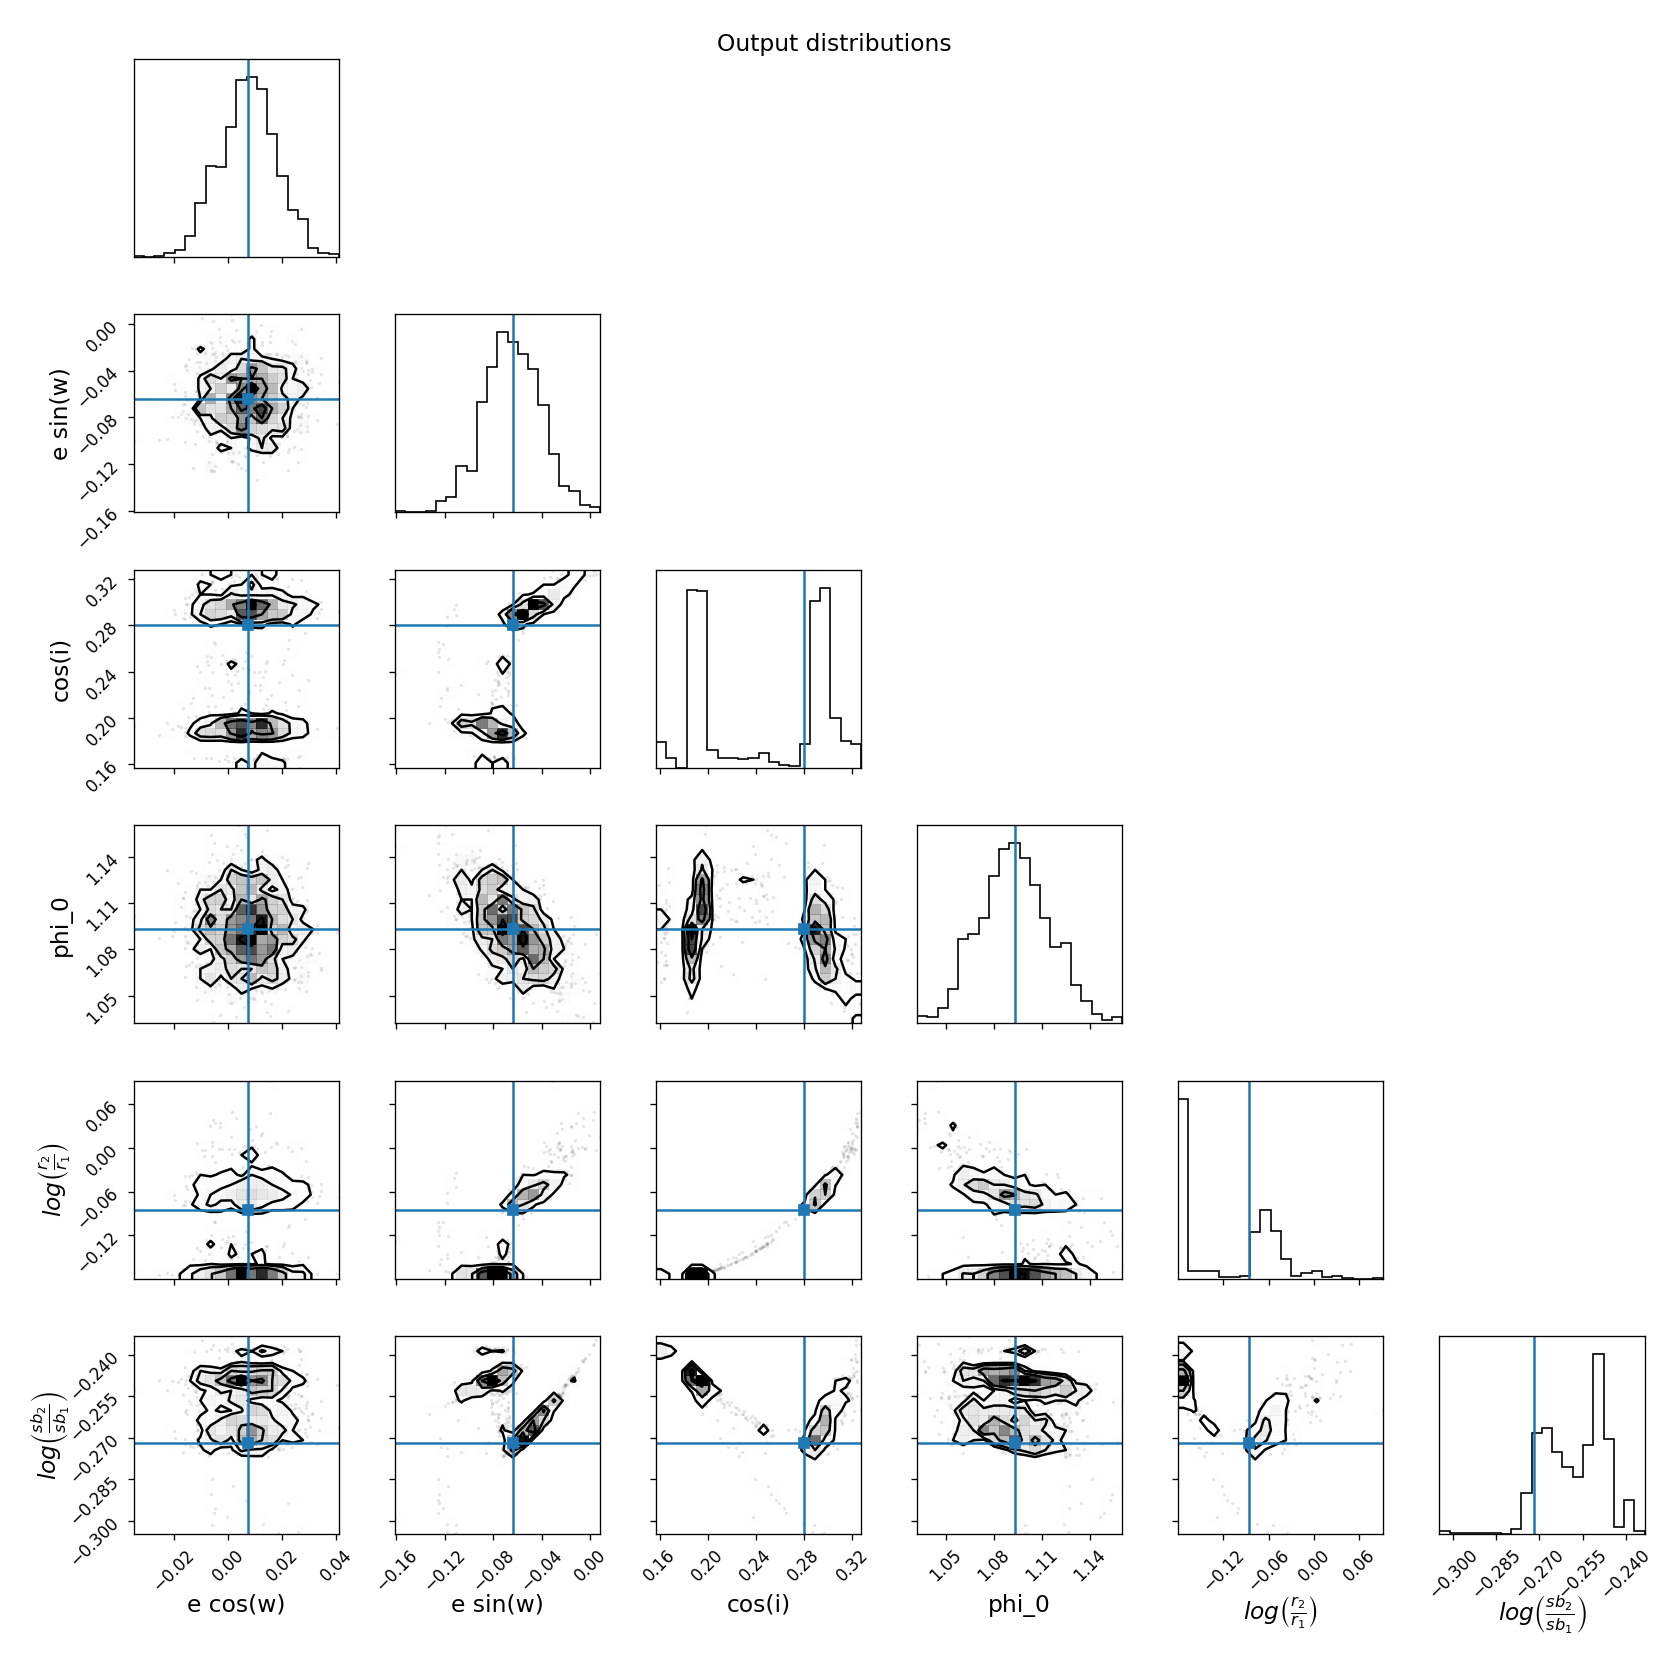 Output distributions
e sin(w)
0.00
−0.04
−0.08
−0.12
−0.16
cos(i)
0.32
0.28
0.24
0.20
0.16
phi_0
1.14
1.11
1.08
1.05
log(r₂/r₁)
0.06
0.00
−0.06
−0.12
log(sb₂/sb₁)
−0.240
−0.255
−0.270
−0.285
−0.300
−0.02 0.00 0.02 0.04
−0.16 −0.12 −0.08 −0.04 0.00
0.16 0.20 0.24 0.28 0.32
1.05 1.08 1.11 1.14
−0.12 −0.06 0.00 0.06
−0.300 −0.285 −0.270 −0.255 −0.240
e cos(w)
e sin(w)
cos(i)
phi_0
log(r₂/r₁)
log(sb₂/sb₁)